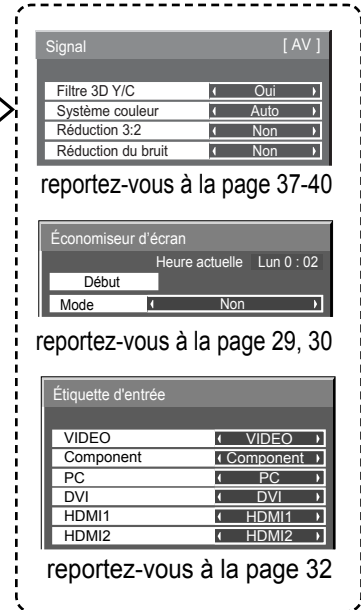 Signal [ AV ]
Filtre 3D Y/C Oui
Système couleur Auto
Réduction 3:2 Non
Réduction du bruit Non
reportez-vous à la page 37-40
Économiseur d'écran
Heure actuelle Lun 0 : 02
Début
Mode Non
reportez-vous à la page 29, 30
Étiquette d'entrée
VIDEO VIDEO
Component Component
PC PC
DVI DVI
HDMI1 HDMI1
HDMI2 HDMI2
reportez-vous à la page 32